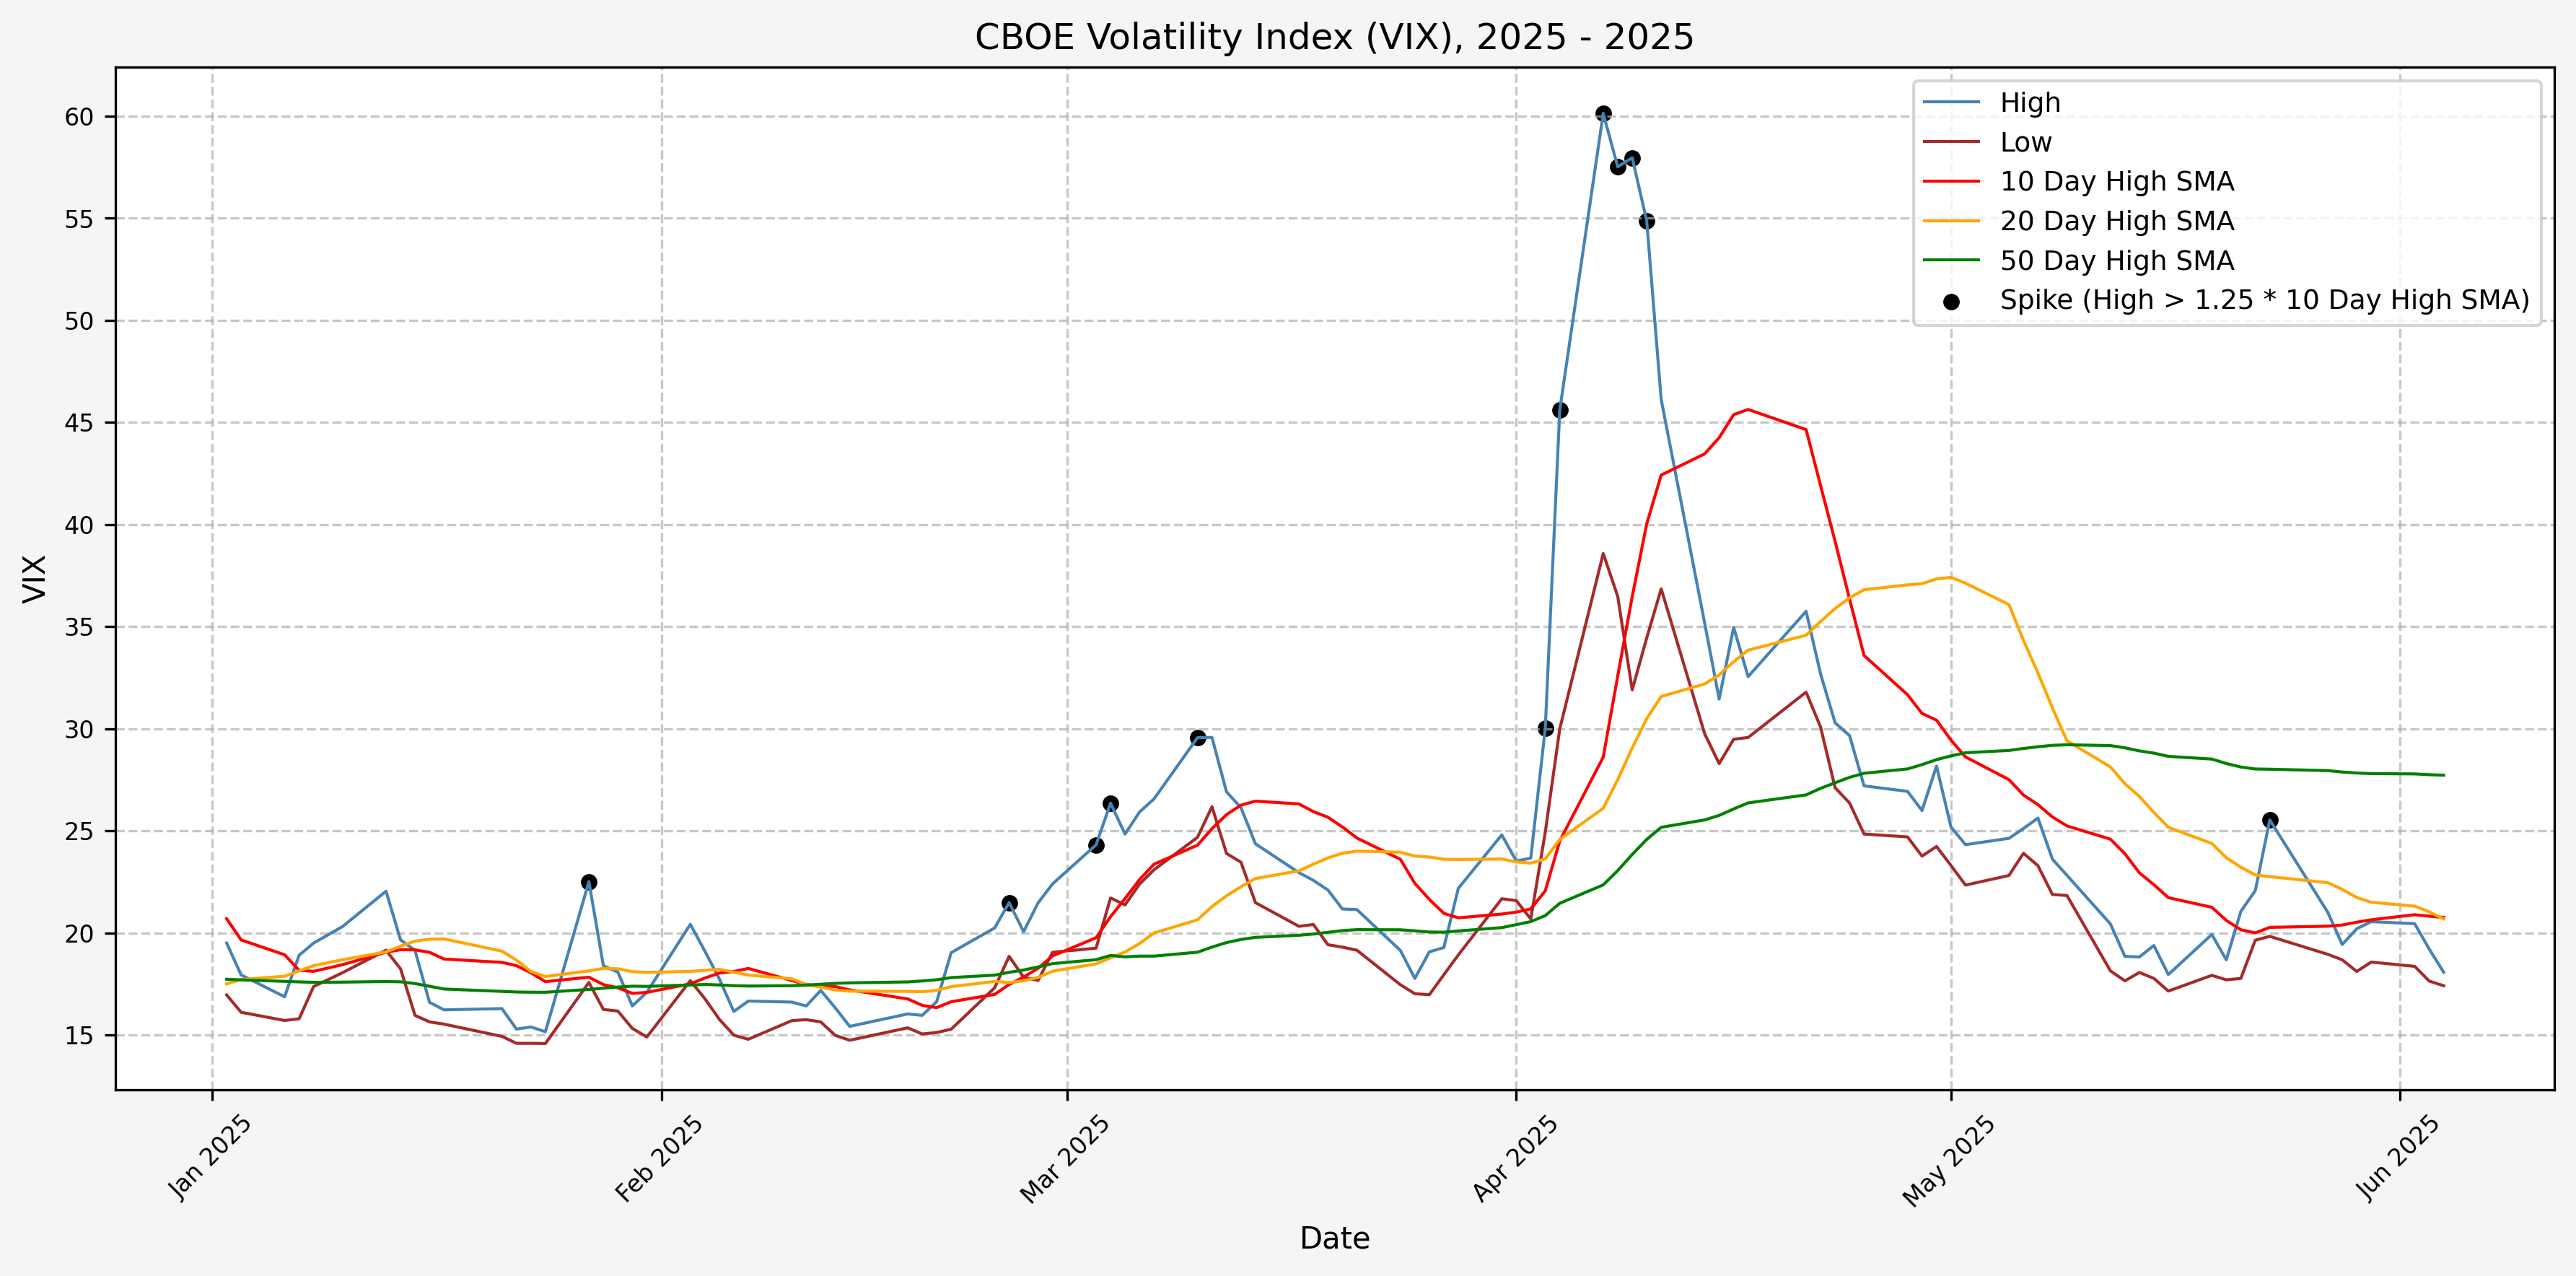 CBOE Volatility Index (VIX), 2025 - 2025
High
Low
10 Day High SMA
20 Day High SMA
50 Day High SMA
Spike (High > 1.25 * 10 Day High SMA)
VIX
60
55
50
45
40
35
30
25
20
15
Jan 2025
Feb 2025
Mar 2025
Apr 2025
May 2025
Jun 2025
Date